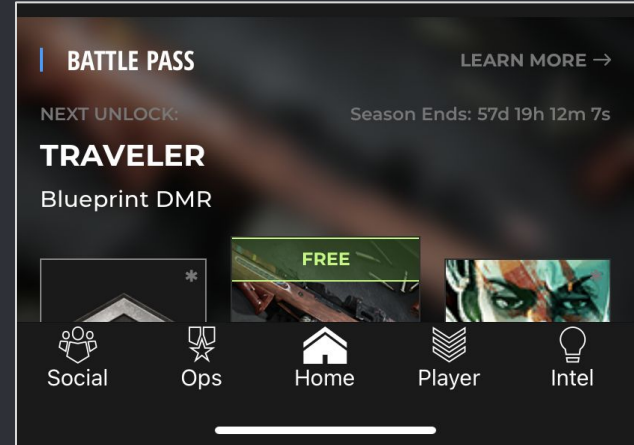 BATTLE PASS
LEARN MORE →
NEXT UNLOCK:
Season Ends: 57d 19h 12m 7s
TRAVELER
Blueprint DMR
FREE
Social
Ops
Home
Player
Intel